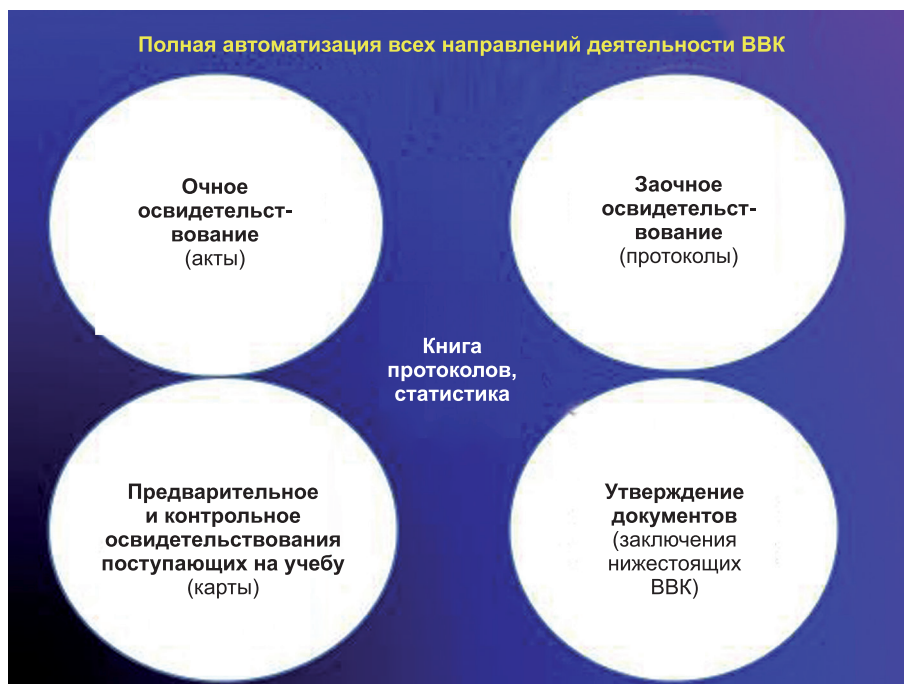 Полная автоматизация всех направлений деятельности ВВК
Очное
освидетельст-
вование
(акты)
Заочное
освидетельст-
вование
(протоколы)
Книга
протоколов,
статистика
Предварительное
и контрольное
освидетельствования
поступающих на учебу
(карты)
Утверждение
документов
(заключения
нижестоящих
ВВК)